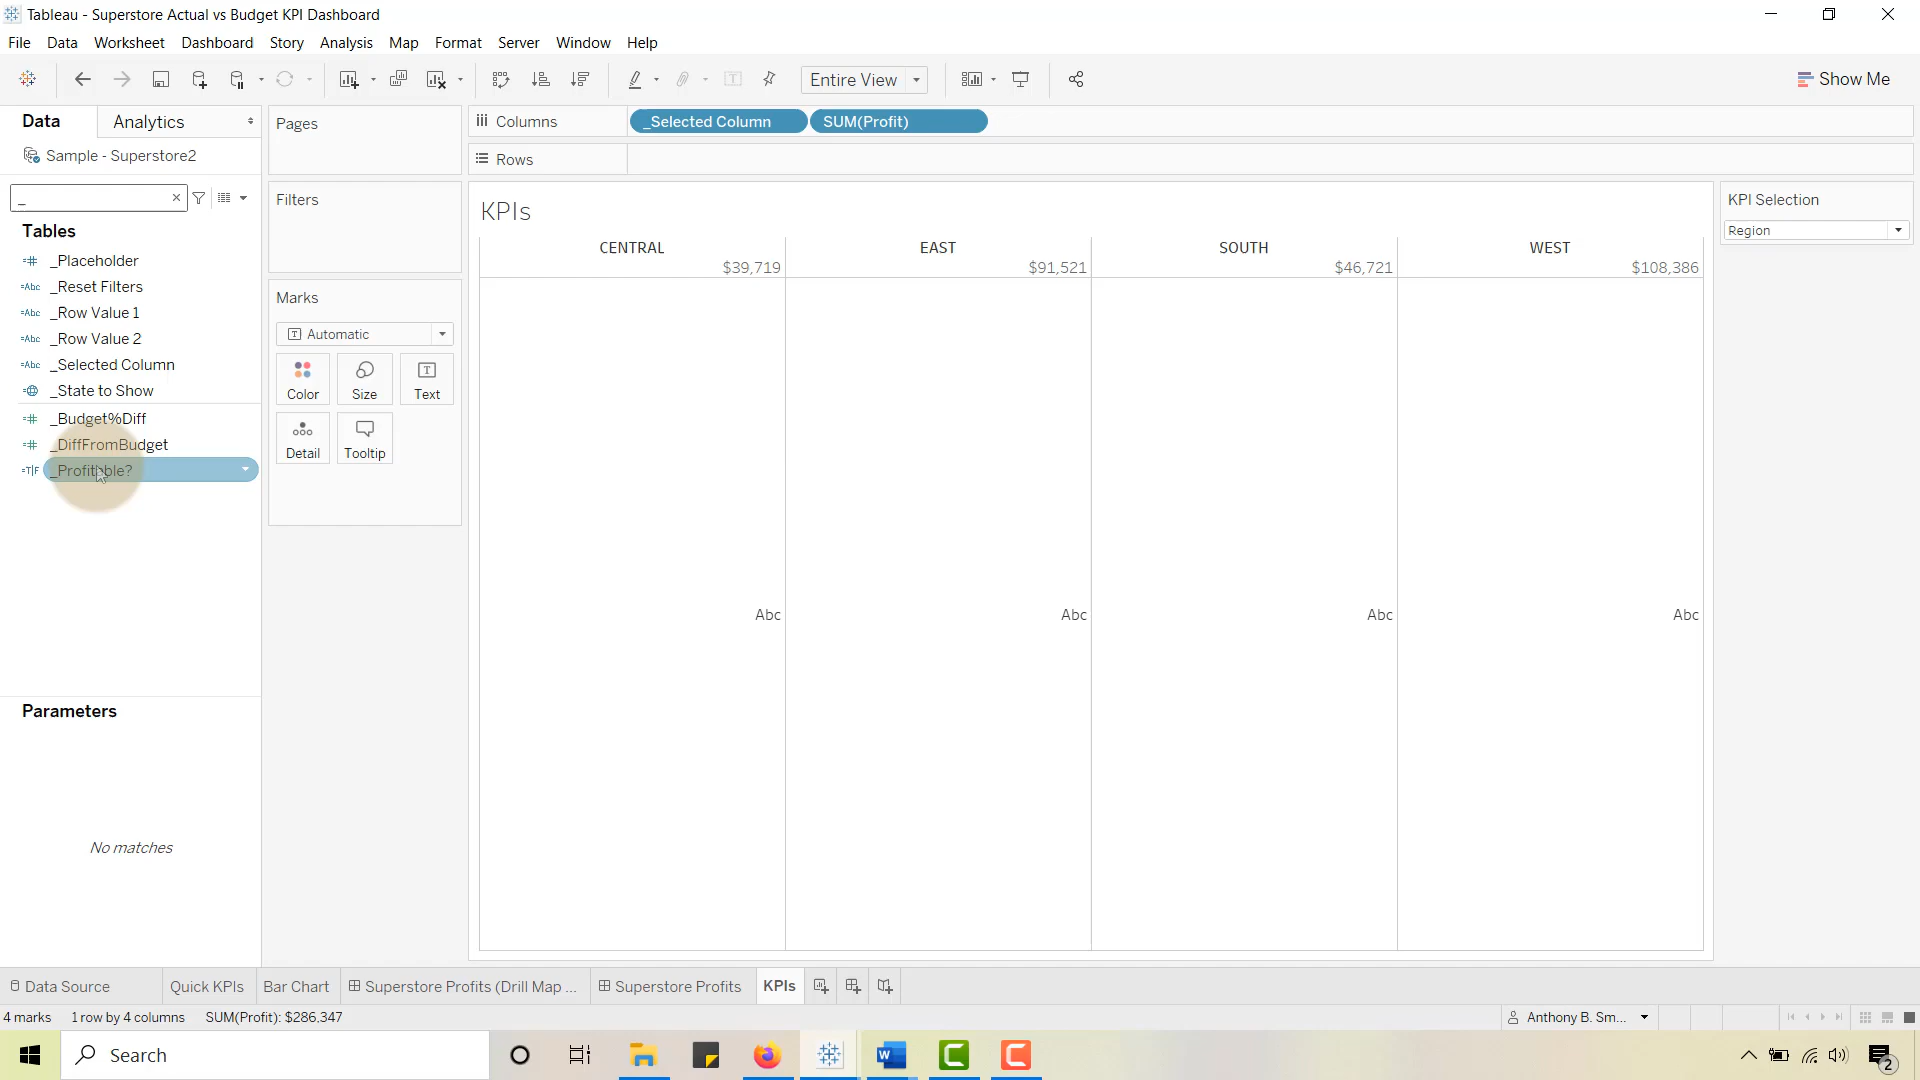 Tableau - Superstore Actual vs Budget KPI Dashboard
File Data Worksheet Dashboard Story Analysis Map Format Server Window Help
Entire View
Show Me
Data
Analytics
Sample - Superstore2
_
Tables
=# _Placeholder
=Abc _Reset Filters
=Abc _Row Value 1
=Abc _Row Value 2
=Abc _Selected Column
_State to Show
=# _Budget%Diff
=# _DiffFromBudget
=T|F _Profitable?
Parameters
No matches
Pages
Filters
Marks
T Automatic
Color
Size
T
Text
Detail
Tooltip
Columns
_Selected Column
SUM(Profit)
Rows
KPIs
CENTRAL EAST SOUTH WEST
$39,719 $91,521 $46,721 $108,386
Abc Abc Abc Abc
KPI Selection
Region
Data Source
Quick KPIs
Bar Chart
Superstore Profits (Drill Map ...
Superstore Profits
KPIs
4 marks 1 row by 4 columns SUM(Profit): $286,347
Anthony B. Sm...
Search
W
C
C
2